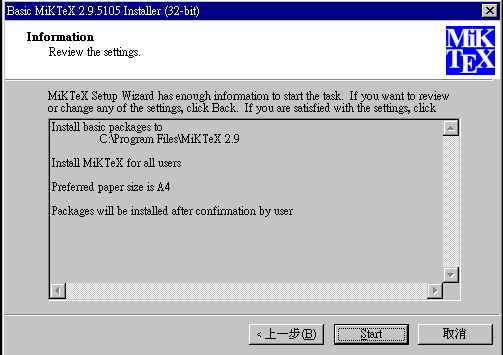 Basic MiKTeX 2.9.5105 Installer (32-bit)
Information
Review the settings.
MiK
TEX
MiKTeX Setup Wizard has enough information to start the task. If you want to review
or change any of the settings, click Back. If you are satisfied with the settings, click
Install basic packages to
C:\Program Files\MiKTeX 2.9
Install MiKTeX for all users
Preferred paper size is A4
Packages will be installed after confirmation by user
<上一步(B)
Start
取消